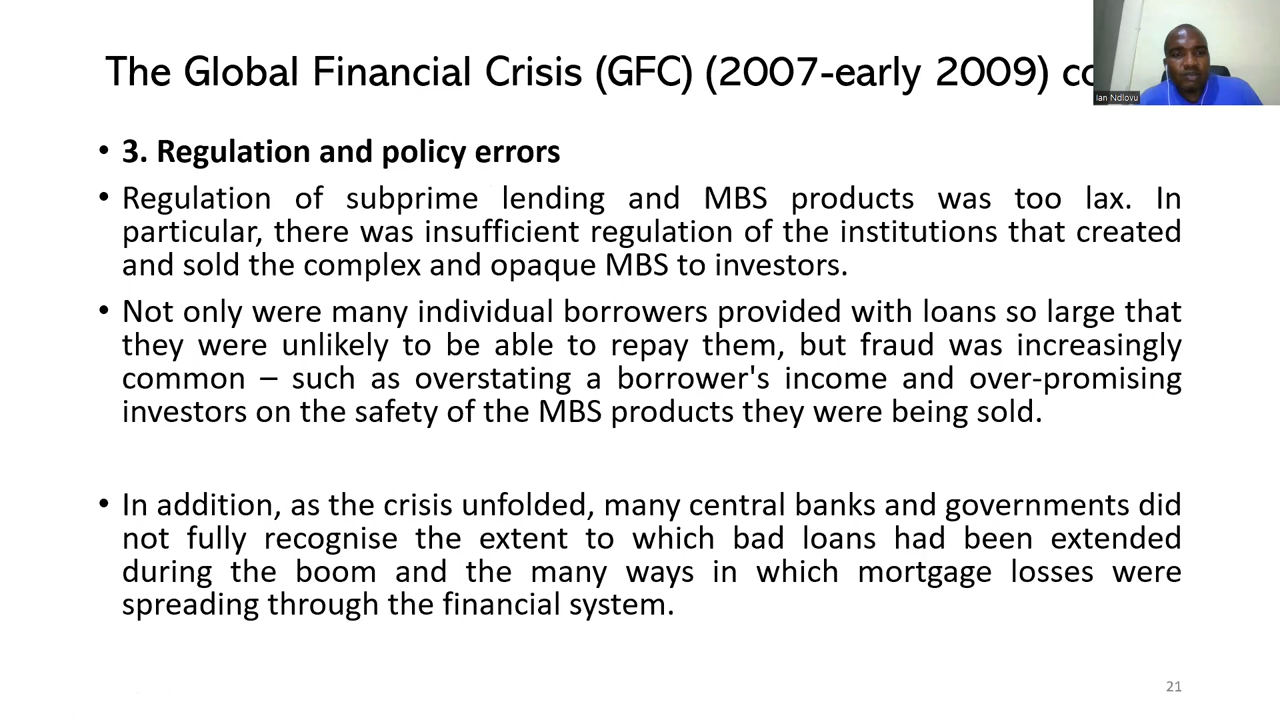 The Global Financial Crisis (GFC) (2007-early 2009) co
Ian Ndlovu
• 3. Regulation and policy errors
• Regulation of subprime lending and MBS products was too lax. In
particular, there was insufficient regulation of the institutions that created
and sold the complex and opaque MBS to investors.
• Not only were many individual borrowers provided with loans so large that
they were unlikely to be able to repay them, but fraud was increasingly
common – such as overstating a borrower's income and over-promising
investors on the safety of the MBS products they were being sold.
• In addition, as the crisis unfolded, many central banks and governments did
not fully recognise the extent to which bad loans had been extended
during the boom and the many ways in which mortgage losses were
spreading through the financial system.
21